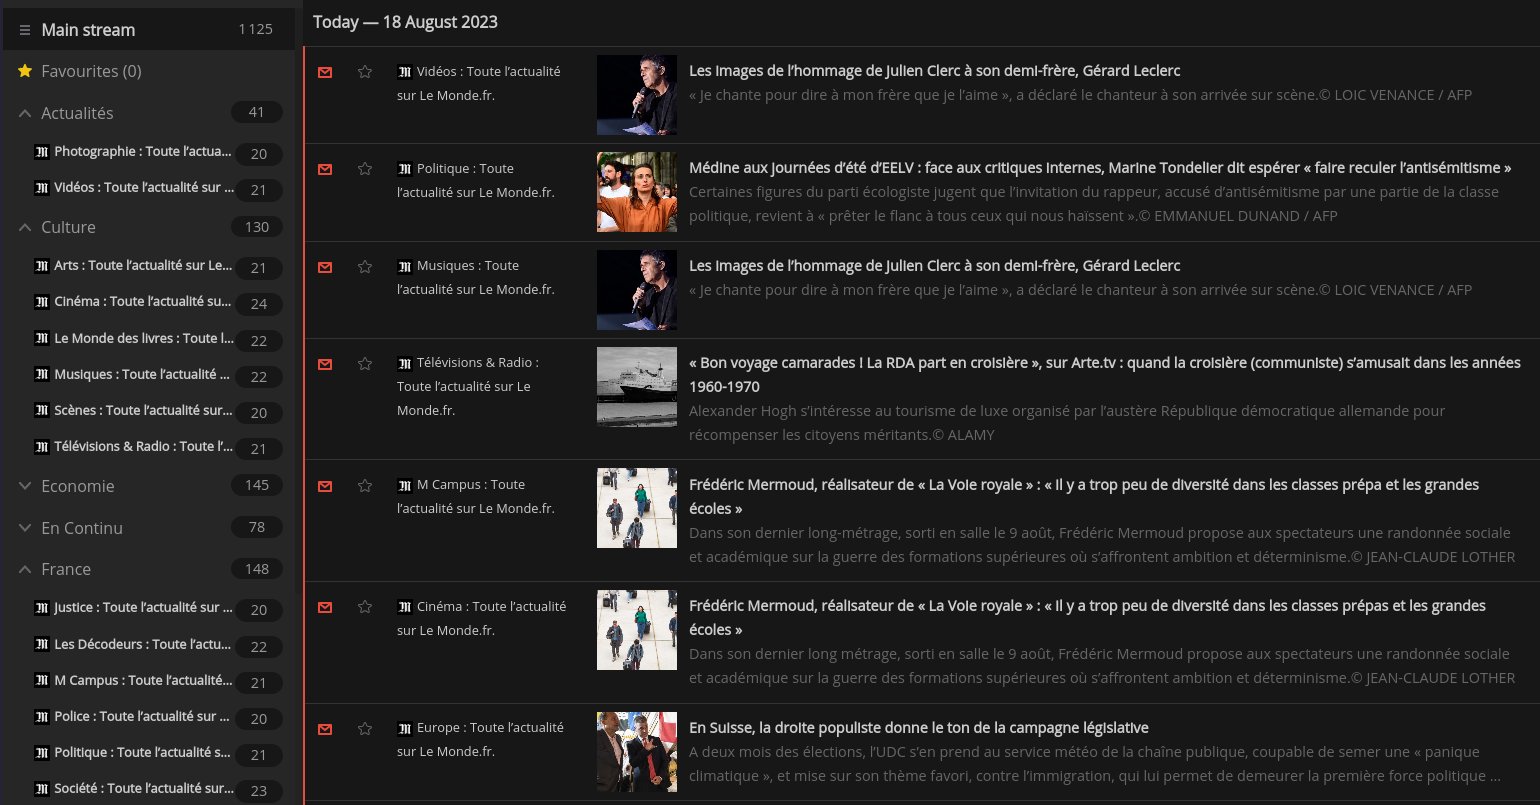 Main stream 1 125
Favourites (0)
Actualités 41
Photographie : Toute l’actua... 20
Vidéos : Toute l’actualité sur ... 21
Culture 130
Arts : Toute l’actualité sur Le... 21
Cinéma : Toute l’actualité su... 24
Le Monde des livres : Toute l... 22
Musiques : Toute l’actualité ... 22
Scènes : Toute l’actualité sur... 20
Télévisions & Radio : Toute l’... 21
Economie 145
En Continu 78
France 148
Justice : Toute l’actualité sur ... 20
Les Décodeurs : Toute l’actu... 22
M Campus : Toute l’actualité... 21
Police : Toute l’actualité sur ... 20
Politique : Toute l’actualité s... 21
Société : Toute l’actualité sur... 23
Today — 18 August 2023
Vidéos : Toute l’actualité
sur Le Monde.fr.
Les images de l’hommage de Julien Clerc à son demi-frère, Gérard Leclerc
« Je chante pour dire à mon frère que je l’aime », a déclaré le chanteur à son arrivée sur scène.© LOIC VENANCE / AFP
Politique : Toute
l’actualité sur Le Monde.fr.
Médine aux Journées d’été d’EELV : face aux critiques internes, Marine Tondelier dit espérer « faire reculer l’antisémitisme »
Certaines figures du parti écologiste jugent que l’invitation du rappeur, accusé d’antisémitisme par une partie de la classe
politique, revient à « prêter le flanc à tous ceux qui nous haïssent ».© EMMANUEL DUNAND / AFP
Musiques : Toute
l’actualité sur Le Monde.fr.
Les images de l’hommage de Julien Clerc à son demi-frère, Gérard Leclerc
« Je chante pour dire à mon frère que je l’aime », a déclaré le chanteur à son arrivée sur scène.© LOIC VENANCE / AFP
Télévisions & Radio :
Toute l’actualité sur Le
Monde.fr.
« Bon voyage camarades ! La RDA part en croisière », sur Arte.tv : quand la croisière (communiste) s’amusait dans les années
1960-1970
Alexander Hogh s’intéresse au tourisme de luxe organisé par l’austère République démocratique allemande pour
récompenser les citoyens méritants.© ALAMY
M Campus : Toute
l’actualité sur Le Monde.fr.
Frédéric Mermoud, réalisateur de « La Voie royale » : « Il y a trop peu de diversité dans les classes prépa et les grandes
écoles »
Dans son dernier long-métrage, sorti en salle le 9 août, Frédéric Mermoud propose aux spectateurs une randonnée sociale
et académique sur la guerre des formations supérieures où s’affrontent ambition et déterminisme.© JEAN-CLAUDE LOTHER
Cinéma : Toute l’actualité
sur Le Monde.fr.
Frédéric Mermoud, réalisateur de « La Voie royale » : « Il y a trop peu de diversité dans les classes prépas et les grandes
écoles »
Dans son dernier long métrage, sorti en salle le 9 août, Frédéric Mermoud propose aux spectateurs une randonnée sociale
et académique sur la guerre des formations supérieures où s’affrontent ambition et déterminisme.© JEAN-CLAUDE LOTHER
Europe : Toute l’actualité
sur Le Monde.fr.
En Suisse, la droite populiste donne le ton de la campagne législative
A deux mois des élections, l’UDC s’en prend au service météo de la chaîne publique, coupable de semer une « panique
climatique », et mise sur son thème favori, contre l’immigration, qui lui permet de demeurer la première force politique ...